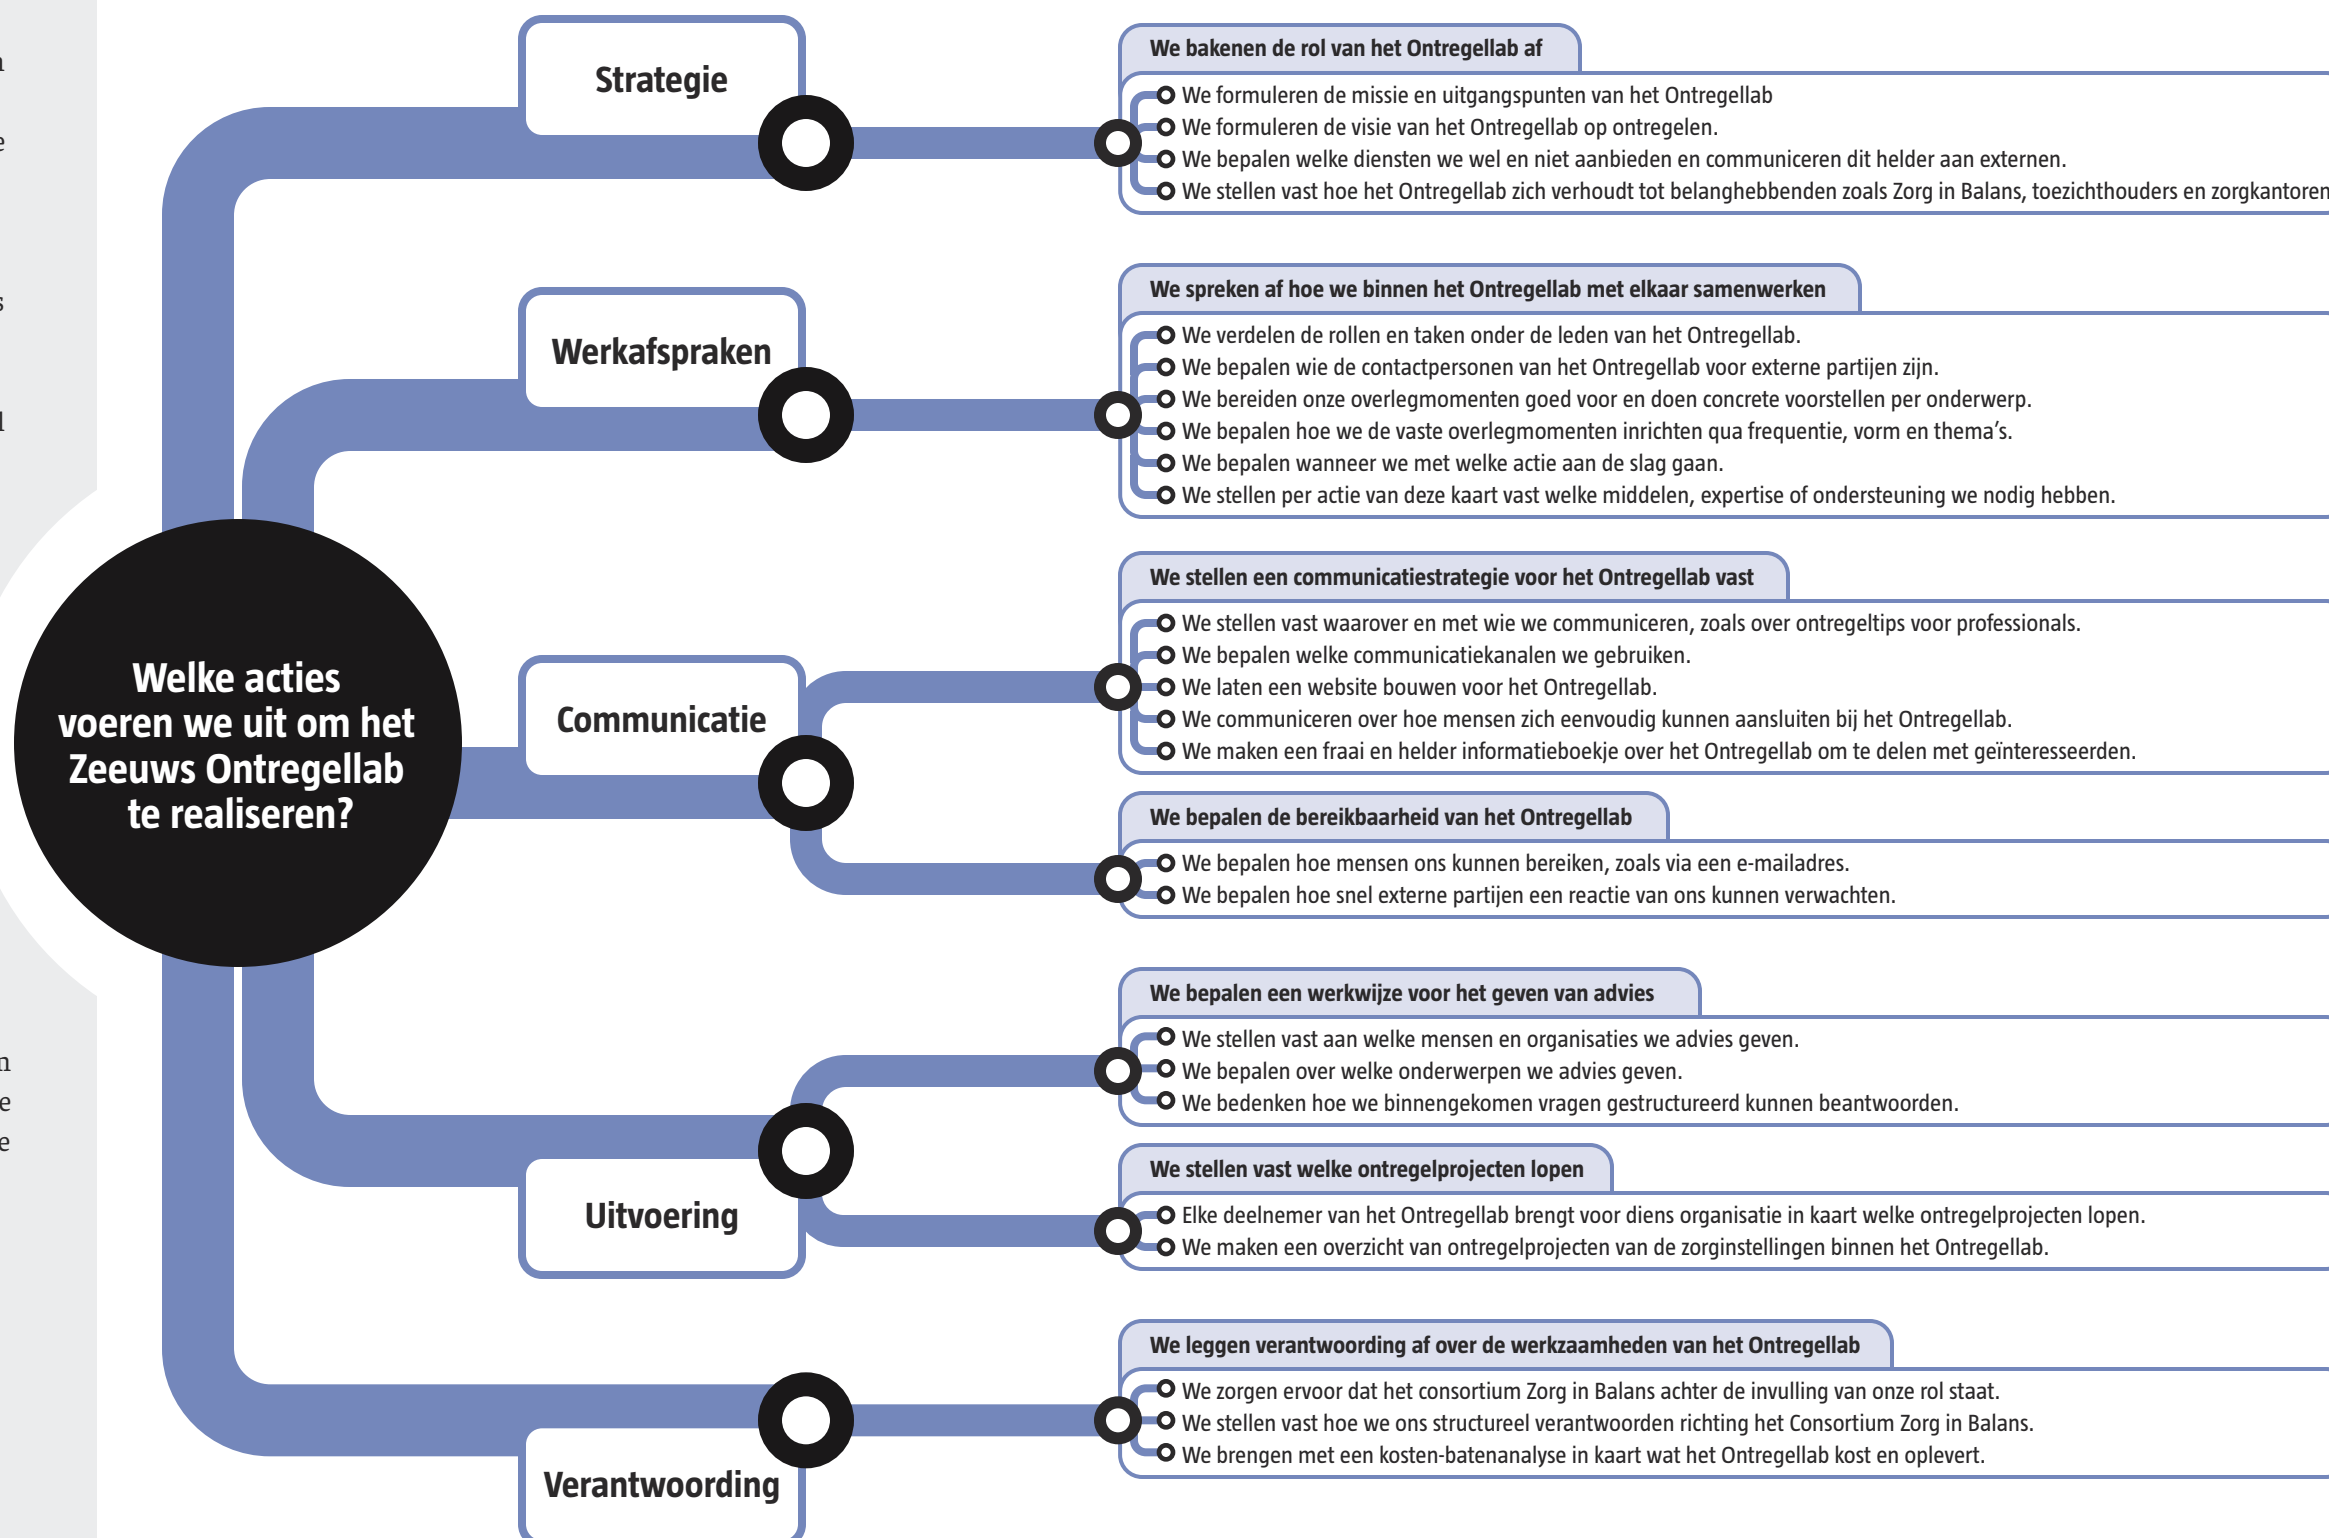 Welke acties
voeren we uit om het
Zeeuws Ontregellab
te realiseren?
Strategie
We bakenen de rol van het Ontregellab af
We formuleren de missie en uitgangspunten van het Ontregellab
We formuleren de visie van het Ontregellab op ontregelen.
We bepalen welke diensten we wel en niet aanbieden en communiceren dit helder aan externen.
We stellen vast hoe het Ontregellab zich verhoudt tot belanghebbenden zoals Zorg in Balans, toezichthouders en zorgkantoren
Werkafspraken
We spreken af hoe we binnen het Ontregellab met elkaar samenwerken
We verdelen de rollen en taken onder de leden van het Ontregellab.
We bepalen wie de contactpersonen van het Ontregellab voor externe partijen zijn.
We bereiden onze overlegmomenten goed voor en doen concrete voorstellen per onderwerp.
We bepalen hoe we de vaste overlegmomenten inrichten qua frequentie, vorm en thema’s.
We bepalen wanneer we met welke actie aan de slag gaan.
We stellen per actie van deze kaart vast welke middelen, expertise of ondersteuning we nodig hebben.
Communicatie
We stellen een communicatiestrategie voor het Ontregellab vast
We stellen vast waarover en met wie we communiceren, zoals over ontregeltips voor professionals.
We bepalen welke communicatiekanalen we gebruiken.
We laten een website bouwen voor het Ontregellab.
We communiceren over hoe mensen zich eenvoudig kunnen aansluiten bij het Ontregellab.
We maken een fraai en helder informatieboekje over het Ontregellab om te delen met geïnteresseerden.
We bepalen de bereikbaarheid van het Ontregellab
We bepalen hoe mensen ons kunnen bereiken, zoals via een e-mailadres.
We bepalen hoe snel externe partijen een reactie van ons kunnen verwachten.
Uitvoering
We bepalen een werkwijze voor het geven van advies
We stellen vast aan welke mensen en organisaties we advies geven.
We bepalen over welke onderwerpen we advies geven.
We bedenken hoe we binnengekomen vragen gestructureerd kunnen beantwoorden.
We stellen vast welke ontregelprojecten lopen
Elke deelnemer van het Ontregellab brengt voor diens organisatie in kaart welke ontregelprojecten lopen.
We maken een overzicht van ontregelprojecten van de zorginstellingen binnen het Ontregellab.
Verantwoording
We leggen verantwoording af over de werkzaamheden van het Ontregellab
We zorgen ervoor dat het consortium Zorg in Balans achter de invulling van onze rol staat.
We stellen vast hoe we ons structureel verantwoorden richting het Consortium Zorg in Balans.
We brengen met een kosten-batenanalyse in kaart wat het Ontregellab kost en oplevert.